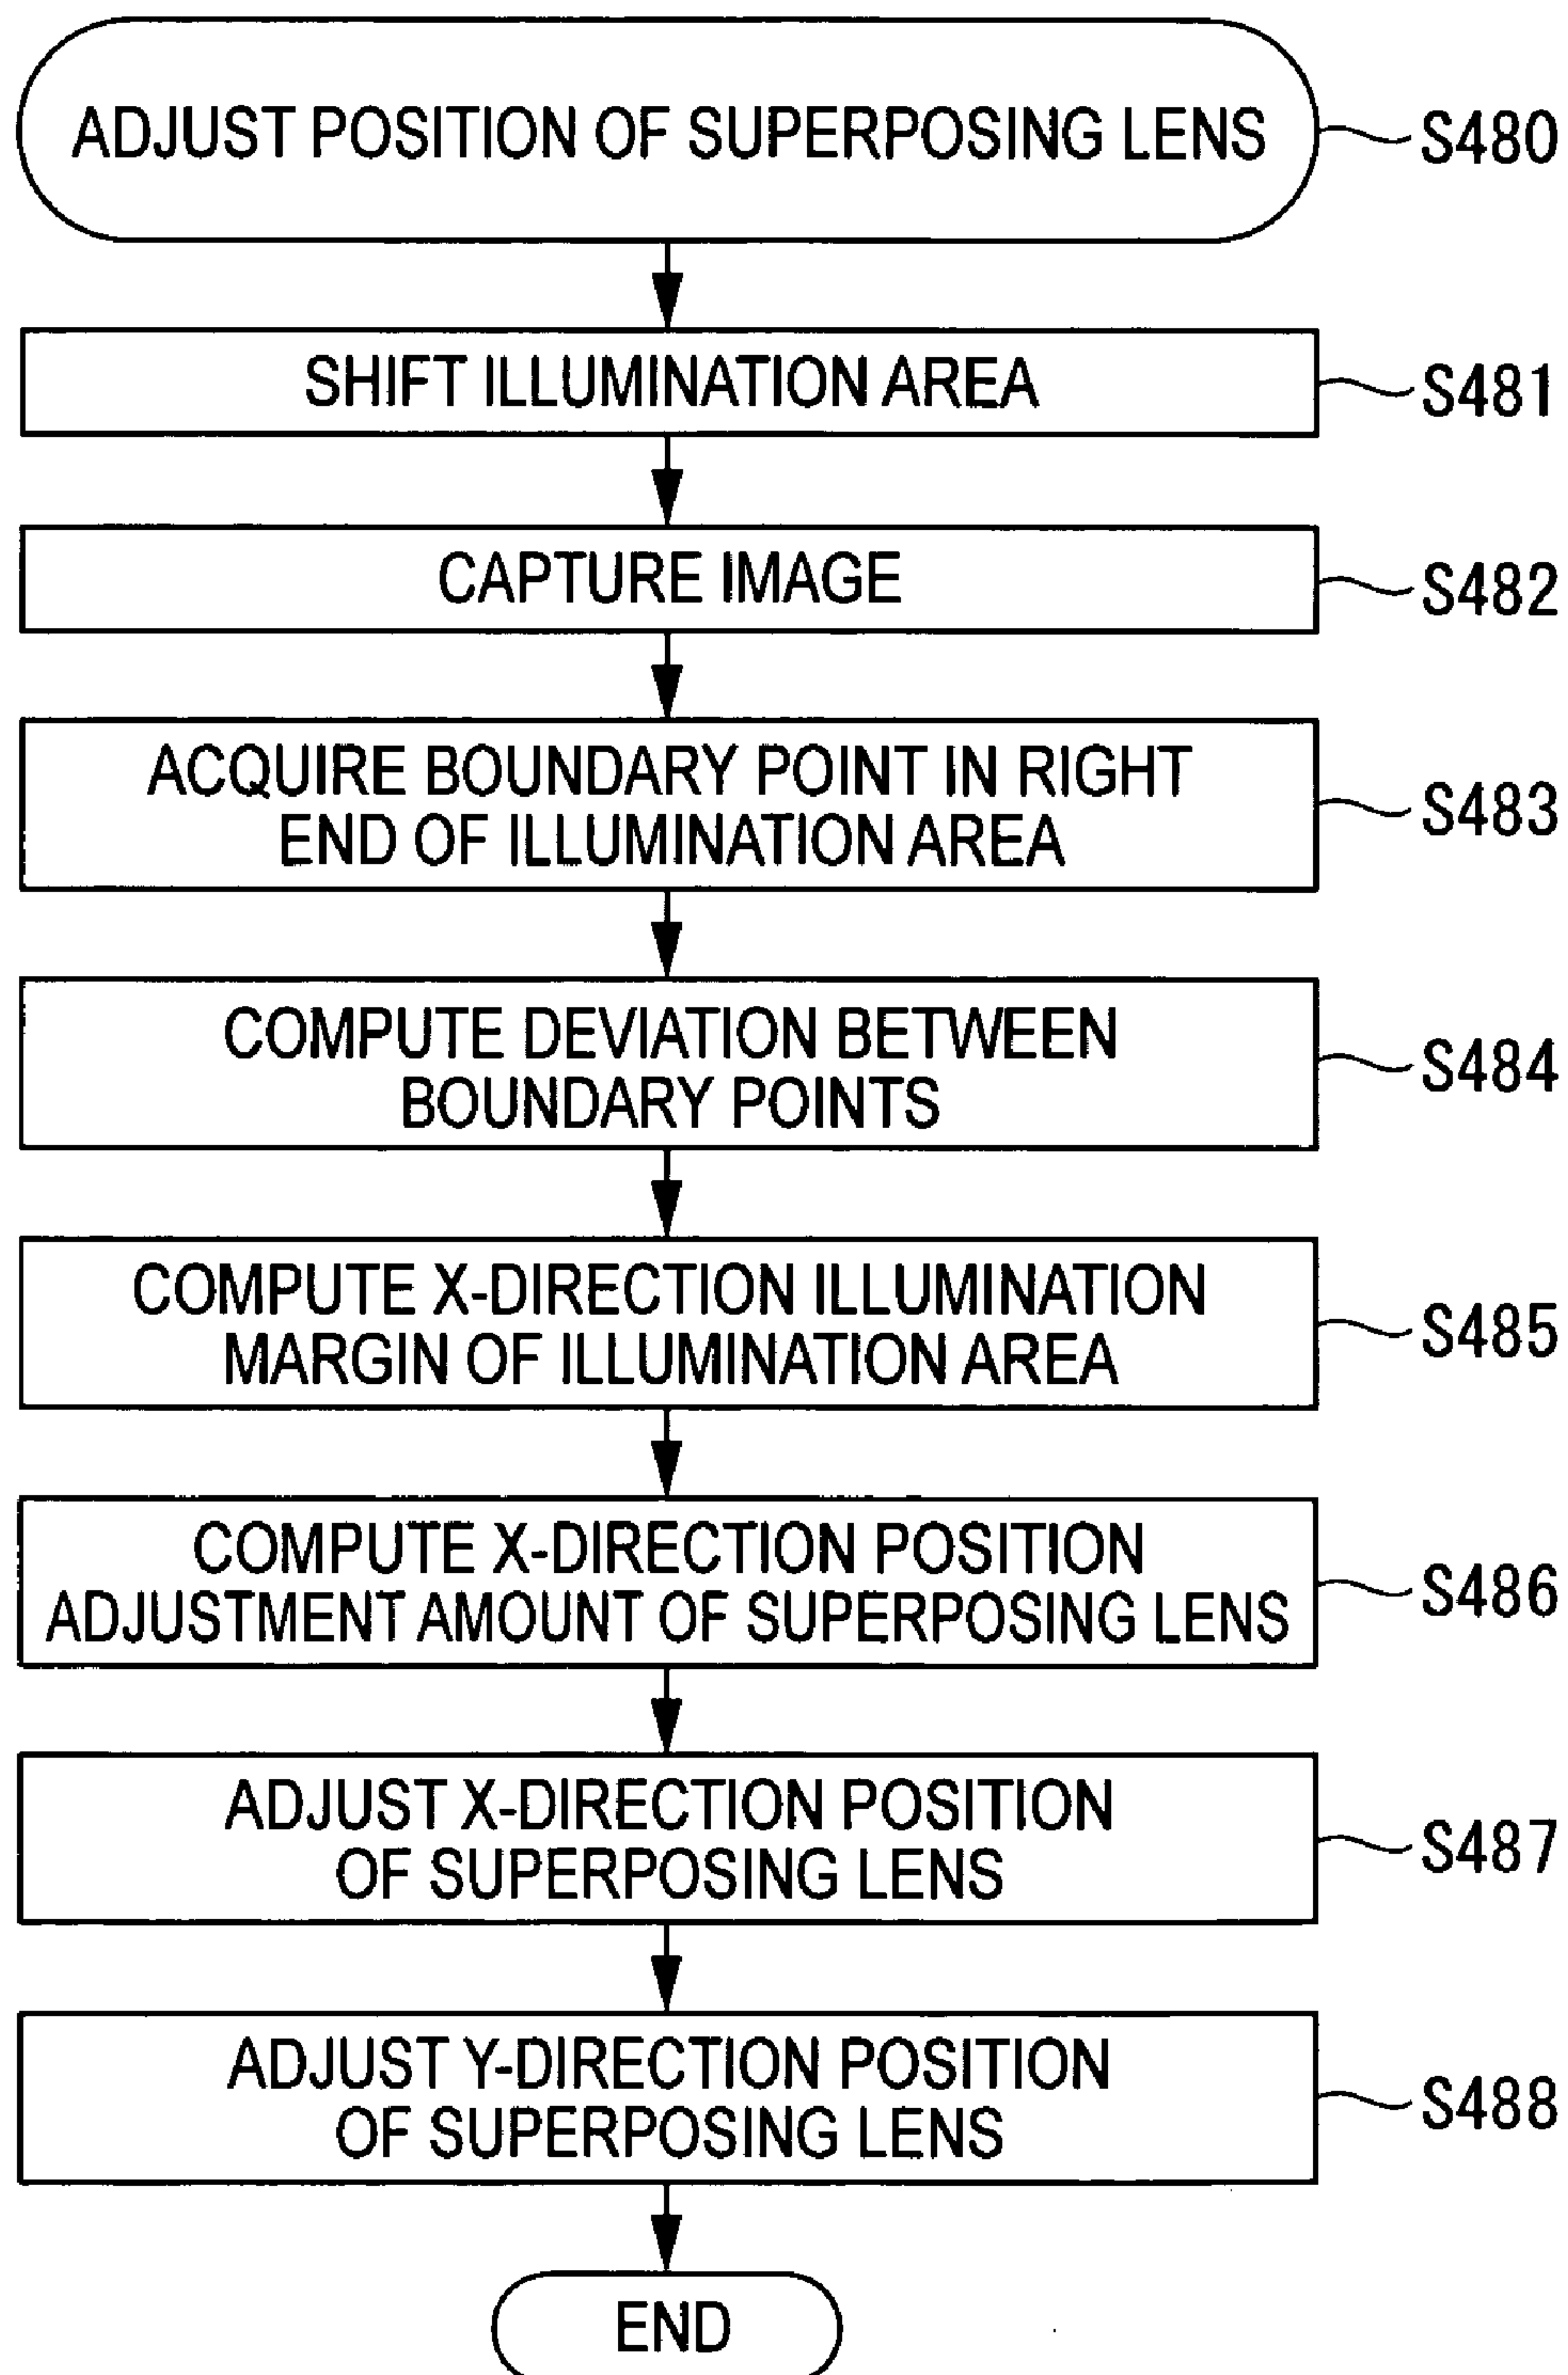 ADJUST POSITION OF SUPERPOSING LENS
S480
SHIFT ILLUMINATION AREA
S481
CAPTURE IMAGE
S482
ACQUIRE BOUNDARY POINT IN RIGHT
END OF ILLUMINATION AREA
S483
COMPUTE DEVIATION BETWEEN
BOUNDARY POINTS
S484
COMPUTE X-DIRECTION ILLUMINATION
MARGIN OF ILLUMINATION AREA
S485
COMPUTE X-DIRECTION POSITION
ADJUSTMENT AMOUNT OF SUPERPOSING LENS
S486
ADJUST X-DIRECTION POSITION
OF SUPERPOSING LENS
S487
ADJUST Y-DIRECTION POSITION
OF SUPERPOSING LENS
S488
END